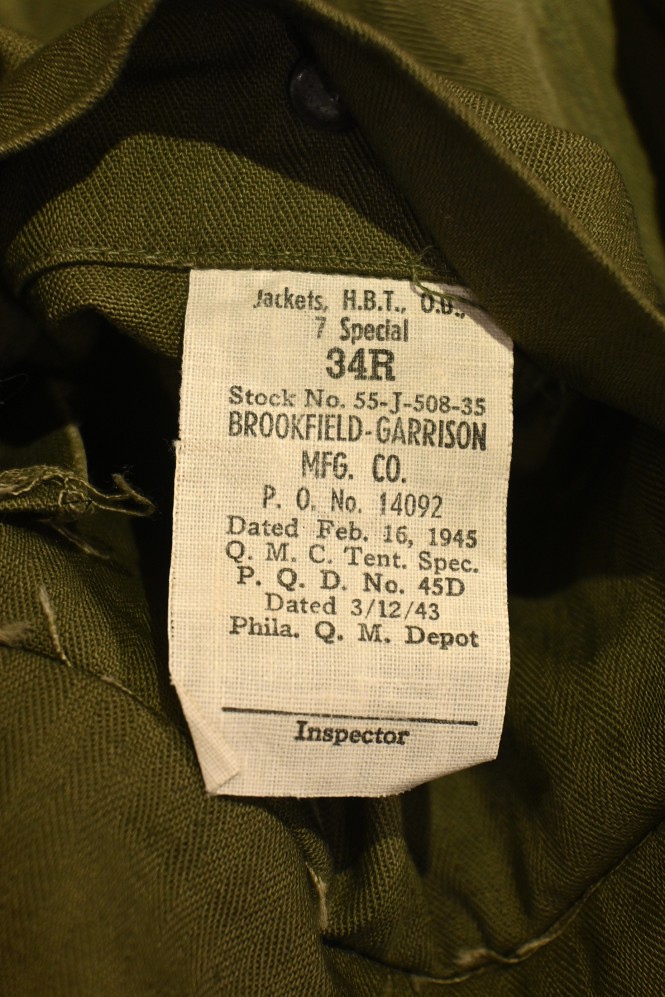 Jackets, H.B.T., O.D.,
7 Special
34R
Stock No. 55-J-508-35
BROOKFIELD-GARRISON
MFG. CO.
P. O. No. 14092
Dated Feb. 16, 1945
Q. M. C. Tent. Spec.
P. Q. D. No. 45D
Dated 3/12/43
Phila. Q. M. Depot
Inspector